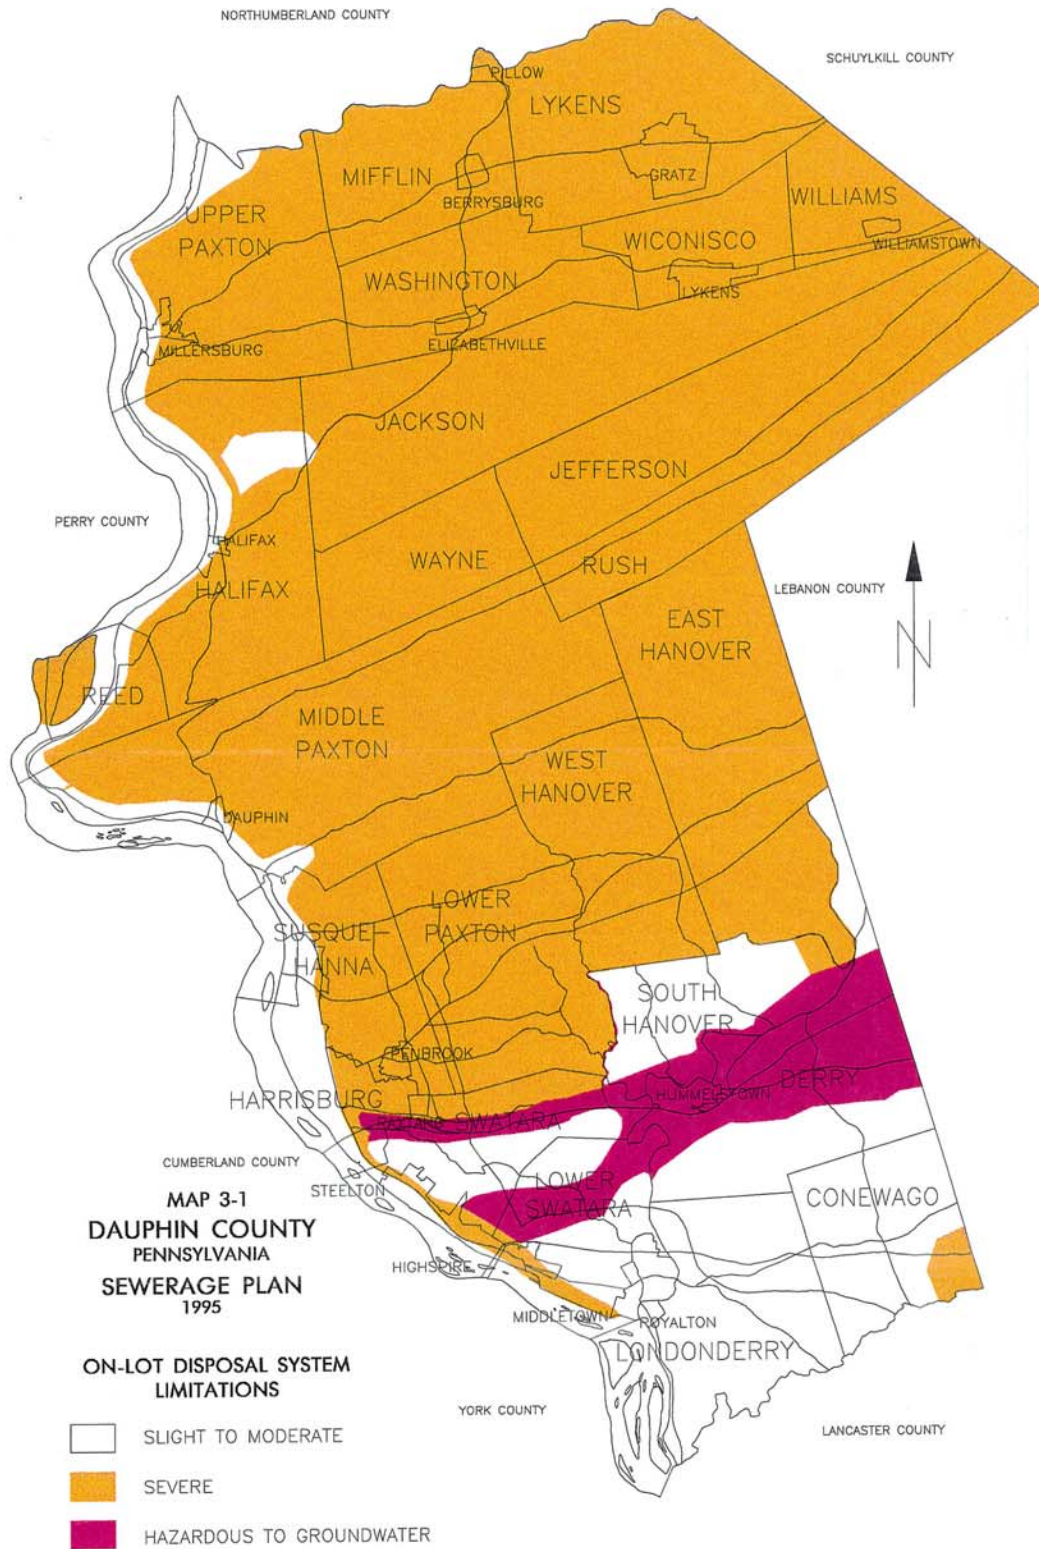 NORTHUMBERLAND COUNTY
SCHUYLKILL COUNTY
PILLOW
LYKENS
MIFFLIN
GRATZ
BERRYSBURG
WILLIAMS
UPPER
PAXTON
WICONISCO
WILLIAMSTOWN
WASHINGTON
LYKENS
ELIZABETHVILLE
MILLERSBURG
JACKSON
JEFFERSON
PERRY COUNTY
HALIFAX
WAYNE
RUSH
HALIFAX
LEBANON COUNTY
EAST
HANOVER
N
REED
MIDDLE
PAXTON
WEST
HANOVER
DAUPHIN
LOWER
PAXTON
SUSQUE-
HANNA
SOUTH
HANOVER
PENBROOK
DERRY
HUMMELSTOWN
HARRISBURG
PAXTANG
SWATARA
CUMBERLAND COUNTY
STEELTON
LOWER
SWATARA
CONEWAGO
MAP 3-1
DAUPHIN COUNTY
PENNSYLVANIA
SEWERAGE PLAN
1995
HIGHSPIRE
MIDDLETOWN
ROYALTON
LONDONDERRY
YORK COUNTY
LANCASTER COUNTY
ON-LOT DISPOSAL SYSTEM
LIMITATIONS
SLIGHT TO MODERATE
SEVERE
HAZARDOUS TO GROUNDWATER